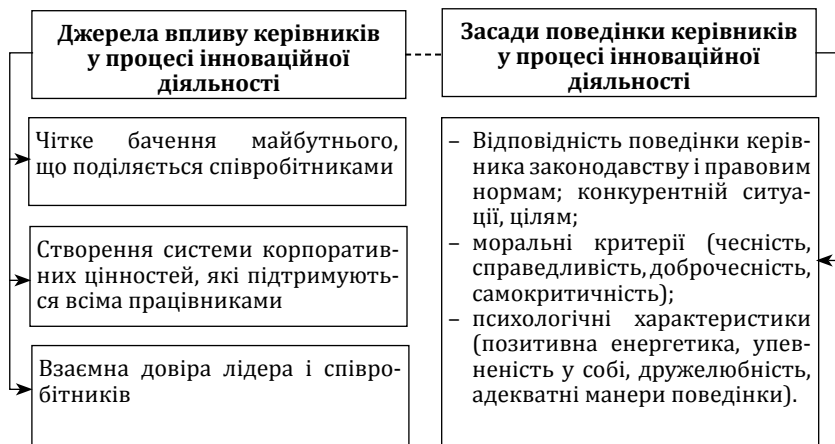 Джерела впливу керівників
у процесі інноваційної
діяльності
Чітке бачення майбутнього,
що поділяється співробітниками
Створення системи корпоратив-
них цінностей, які підтримують-
ся всіма працівниками
Взаємна довіра лідера і співро-
бітників
Засади поведінки керівників
у процесі інноваційної
діяльності
– Відповідність поведінки керів-
ника законодавству і правовим
нормам; конкурентній ситуа-
ції, цілям;
– моральні критерії (чесність,
справедливість, доброчесність,
самокритичність);
– психологічні характеристики
(позитивна енергетика, упев-
неність у собі, дружелюбність,
адекватні манери поведінки).